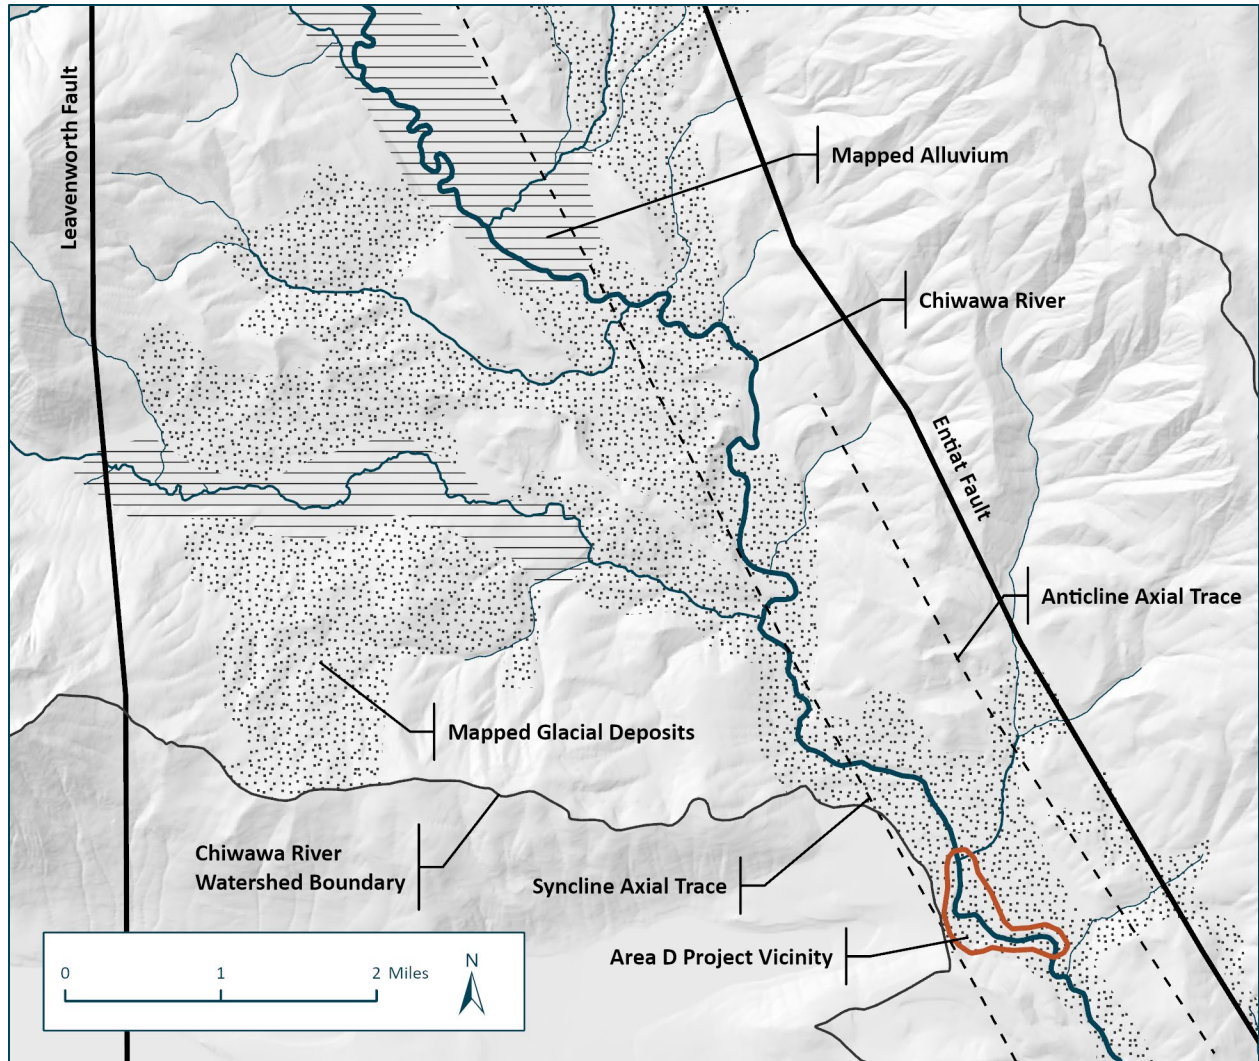 Leavenworth Fault
Mapped Alluvium
Chiwawa River
Entiat Fault
Anticline Axial Trace
Mapped Glacial Deposits
Chiwawa River
Watershed Boundary
Syncline Axial Trace
Area D Project Vicinity
0 1 2 Miles
N